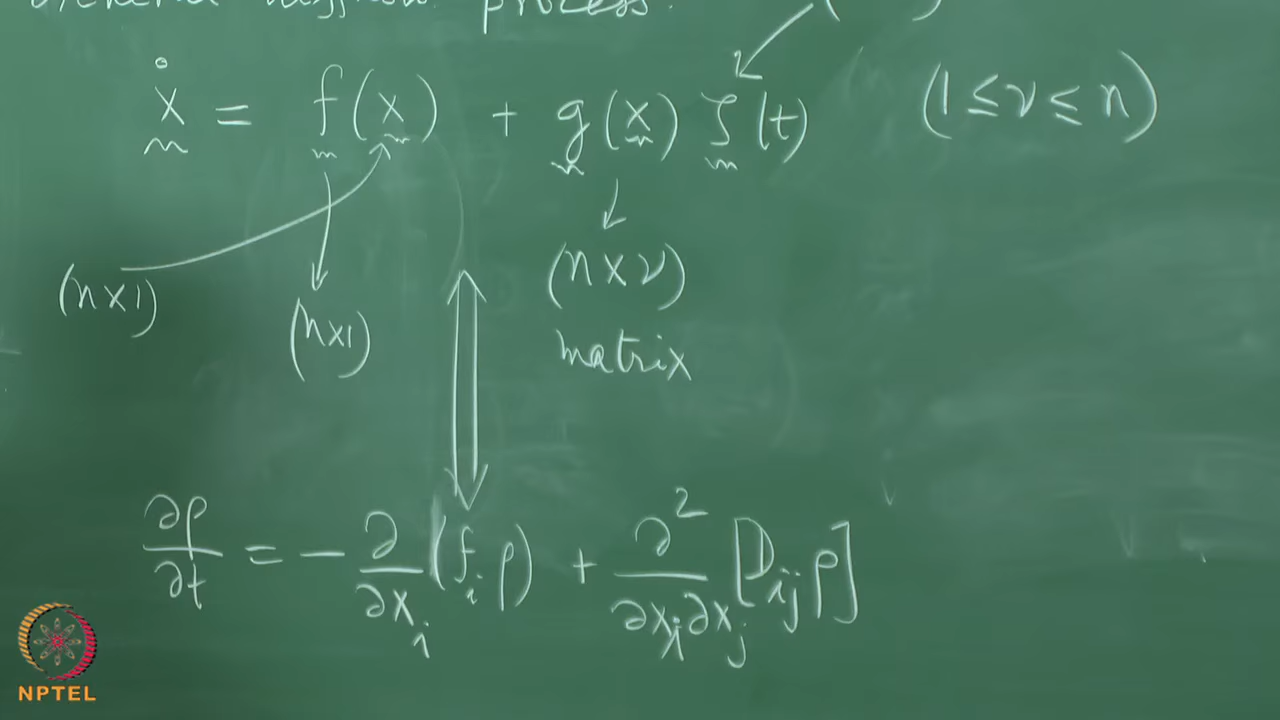 process.
ẋ = f(x) + g(x) ζ(t) (1 ≤ ν ≤ n)
(n×1) (n×1) (n×ν)
matrix
∂ρ/∂t = − ∂/∂x_i (f_i ρ) + ∂²/∂x_i∂x_j [D_ij ρ]
NPTEL